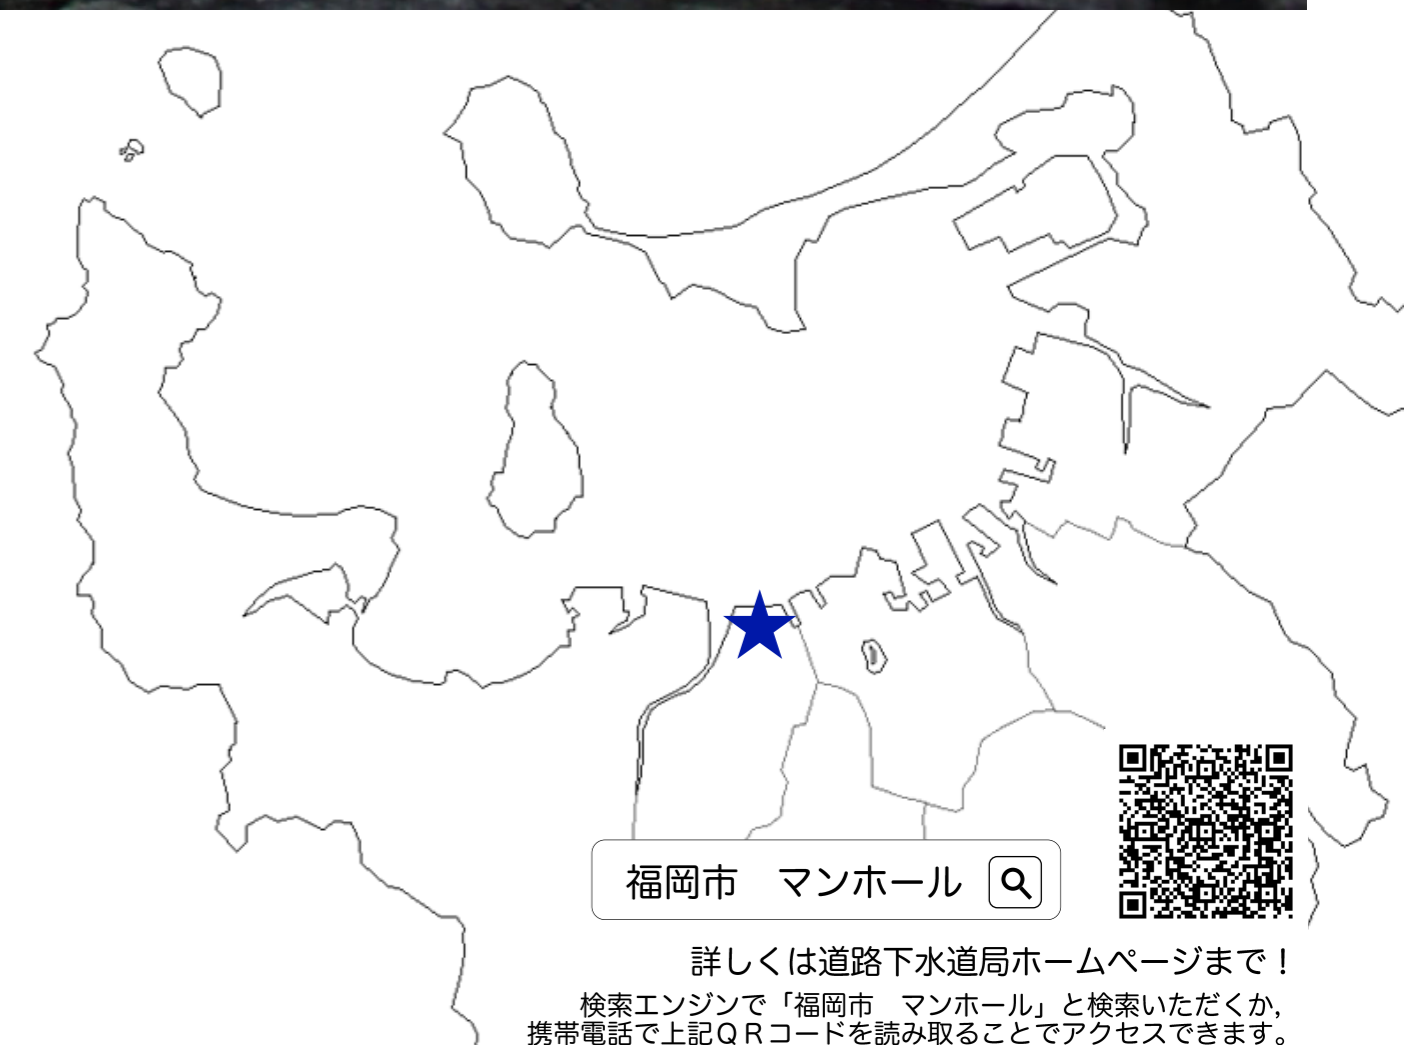 福岡市　マンホール
詳しくは道路下水道局ホームページまで！
検索エンジンで「福岡市　マンホール」と検索いただくか，
携帯電話で上記ＱＲコードを読み取ることでアクセスできます。